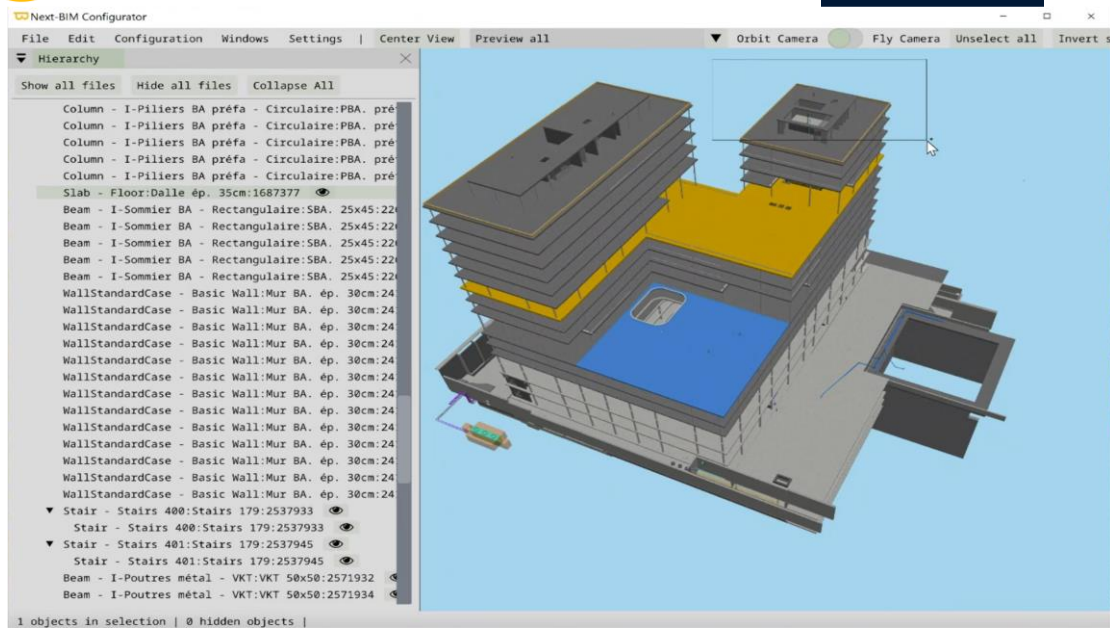 Next-BIM Configurator
File Edit Configuration Windows Settings | Center View Preview all ▼ Orbit Camera Fly Camera Unselect all Invert s
Hierarchy
Show all files Hide all files Collapse All
Column - I-Piliers BA préfa - Circulaire:PBA. pré
Column - I-Piliers BA préfa - Circulaire:PBA. pré
Column - I-Piliers BA préfa - Circulaire:PBA. pré
Column - I-Piliers BA préfa - Circulaire:PBA. pré
Column - I-Piliers BA préfa - Circulaire:PBA. pré
Slab - Floor:Dalle ép. 35cm:1687377
Beam - I-Sommier BA - Rectangulaire:SBA. 25x45:22
Beam - I-Sommier BA - Rectangulaire:SBA. 25x45:22
Beam - I-Sommier BA - Rectangulaire:SBA. 25x45:22
Beam - I-Sommier BA - Rectangulaire:SBA. 25x45:22
Beam - I-Sommier BA - Rectangulaire:SBA. 25x45:22
WallStandardCase - Basic Wall:Mur BA. ép. 30cm:24
WallStandardCase - Basic Wall:Mur BA. ép. 30cm:24
WallStandardCase - Basic Wall:Mur BA. ép. 30cm:24
WallStandardCase - Basic Wall:Mur BA. ép. 30cm:24
WallStandardCase - Basic Wall:Mur BA. ép. 30cm:24
WallStandardCase - Basic Wall:Mur BA. ép. 30cm:24
WallStandardCase - Basic Wall:Mur BA. ép. 30cm:24
WallStandardCase - Basic Wall:Mur BA. ép. 30cm:24
WallStandardCase - Basic Wall:Mur BA. ép. 30cm:24
WallStandardCase - Basic Wall:Mur BA. ép. 30cm:24
WallStandardCase - Basic Wall:Mur BA. ép. 30cm:24
WallStandardCase - Basic Wall:Mur BA. ép. 30cm:24
WallStandardCase - Basic Wall:Mur BA. ép. 30cm:24
▼ Stair - Stairs 400:Stairs 179:2537933
Stair - Stairs 400:Stairs 179:2537933
▼ Stair - Stairs 401:Stairs 179:2537945
Stair - Stairs 401:Stairs 179:2537945
Beam - I-Poutres métal - VKT:VKT 50x50:2571932
Beam - I-Poutres métal - VKT:VKT 50x50:2571934
1 objects in selection | 0 hidden objects |